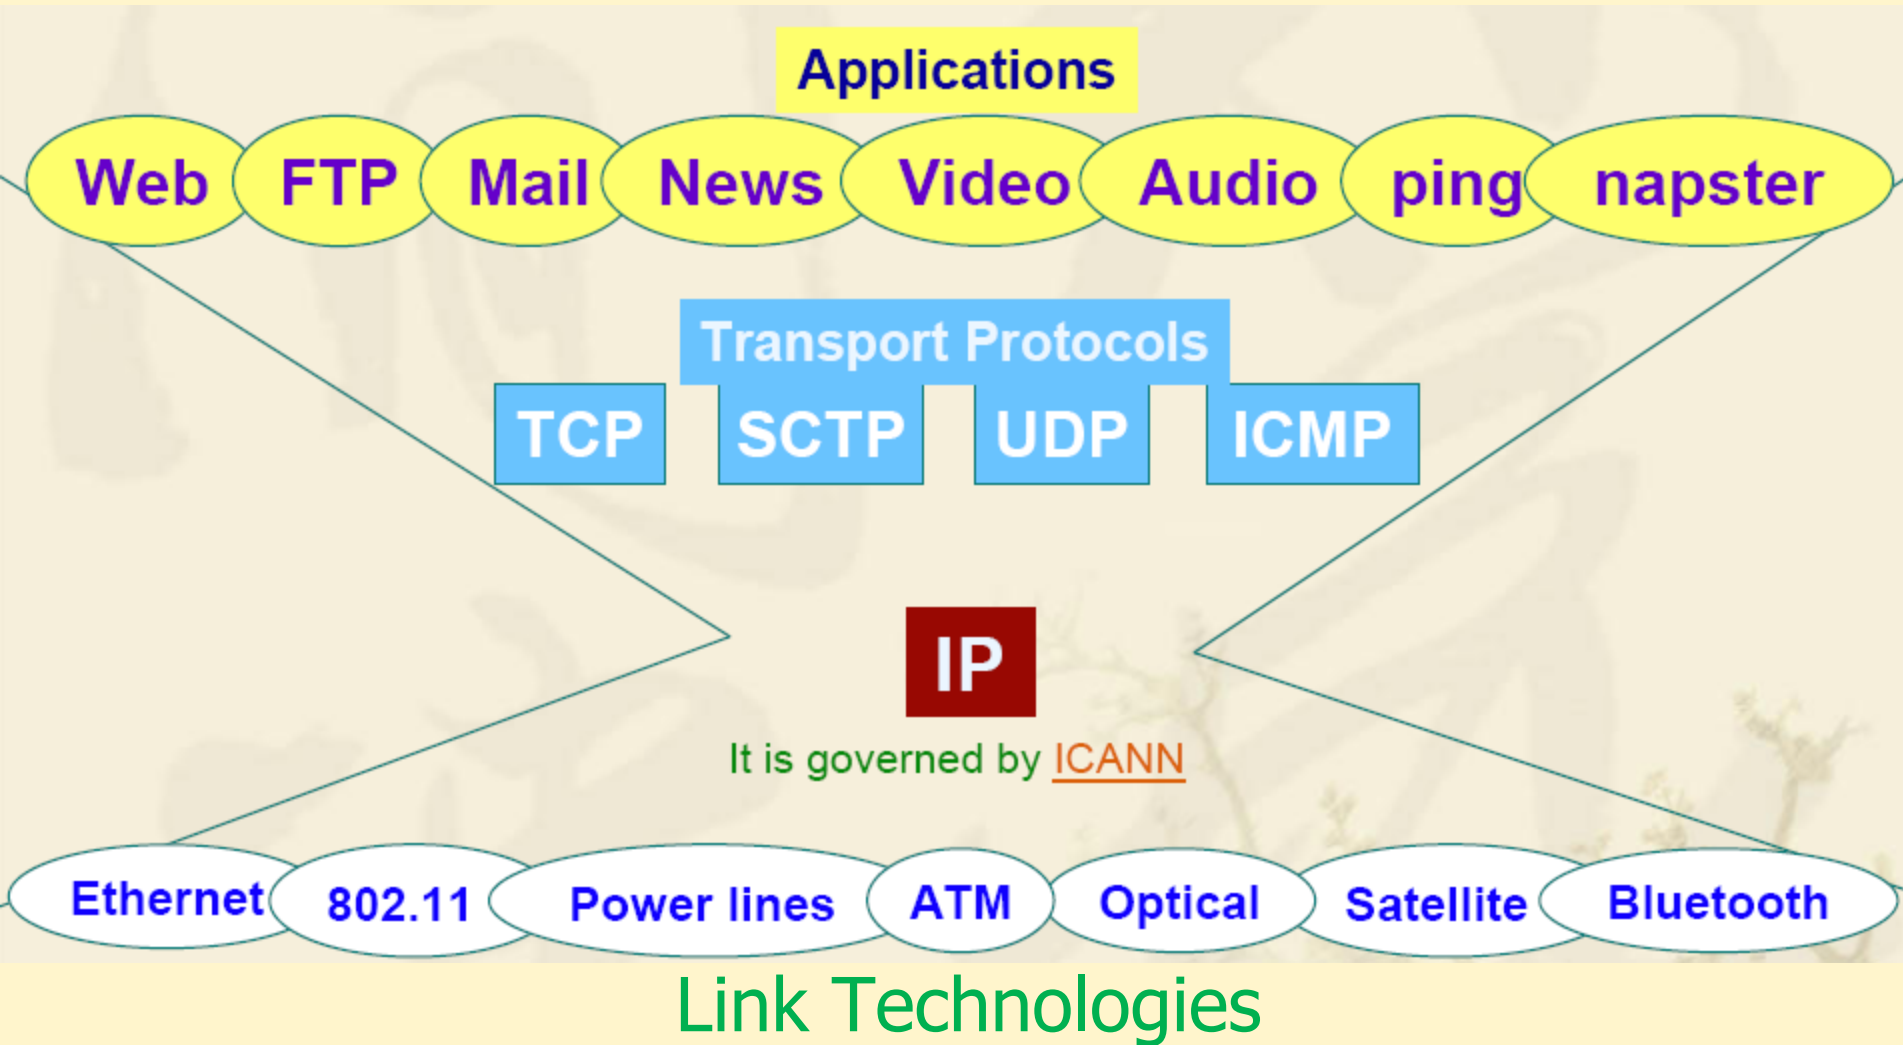 Applications
Web FTP Mail News Video Audio ping napster
Transport Protocols
TCP SCTP UDP ICMP
IP
It is governed by ICANN
Ethernet 802.11 Power lines ATM Optical Satellite Bluetooth
Link Technologies